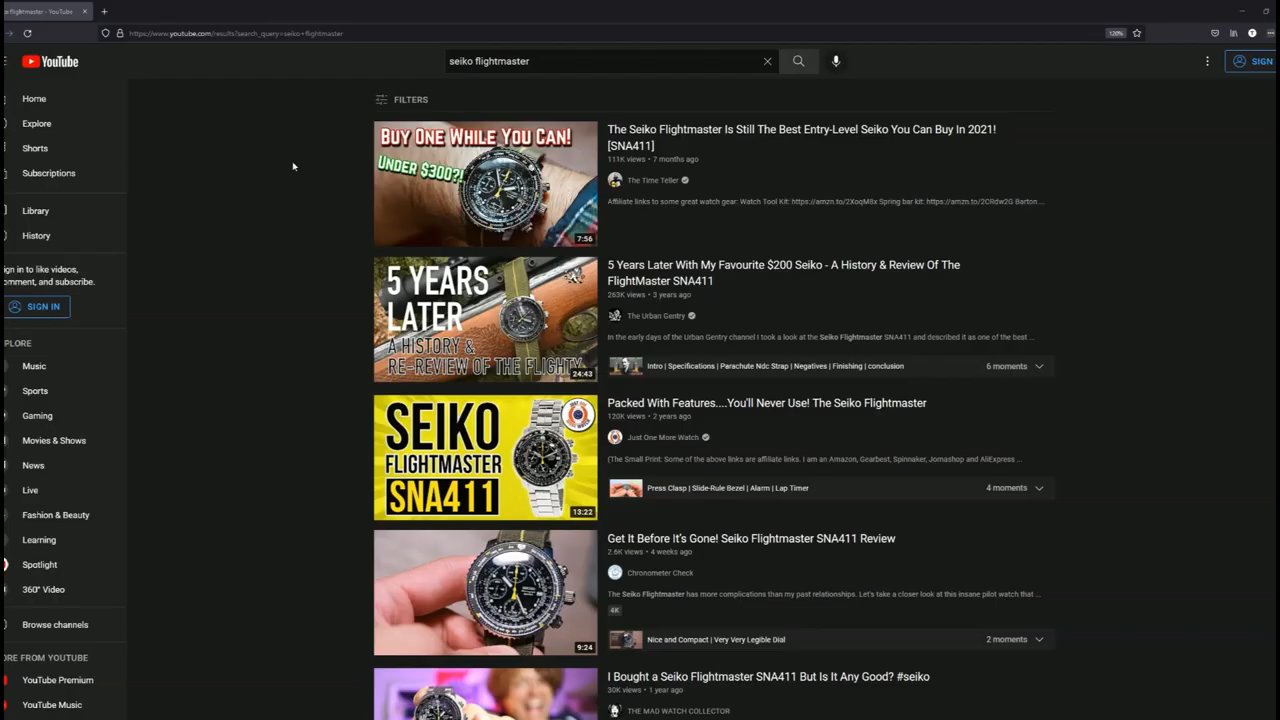 flightmaster - YouTube
https://www.youtube.com/results?search_query=seiko+flightmaster
120%
YouTube
seiko flightmaster
SIGN
Home
Explore
Shorts
Subscriptions
Library
History
ign in to like videos,
omment, and subscribe.
SIGN IN
PLORE
Music
Sports
Gaming
Movies & Shows
News
Live
Fashion & Beauty
Learning
Spotlight
360° Video
Browse channels
ORE FROM YOUTUBE
YouTube Premium
YouTube Music
FILTERS
BUY ONE WHILE YOU CAN!
UNDER $300?!
7:56
The Seiko Flightmaster Is Still The Best Entry-Level Seiko You Can Buy In 2021!
[SNA411]
111K views • 7 months ago
The Time Teller
Affiliate links to some great watch gear: Watch Tool Kit: https://amzn.to/2XoqM8x Spring bar kit: https://amzn.to/2CRdw2G Barton ...
5 YEARS
LATER
A HISTORY &
RE-REVIEW OF THE FLIGHTY
24:43
5 Years Later With My Favourite $200 Seiko - A History & Review Of The
FlightMaster SNA411
263K views • 3 years ago
The Urban Gentry
In the early days of the Urban Gentry channel I took a look at the Seiko Flightmaster SNA411 and described it as one of the best ...
Intro | Specifications | Parachute Ndc Strap | Negatives | Finishing | conclusion
6 moments
SEIKO
FLIGHTMASTER
SNA411
13:22
Packed With Features....You'll Never Use! The Seiko Flightmaster
120K views • 2 years ago
Just One More Watch
(The Small Print: Some of the above links are affiliate links. I am an Amazon, Gearbest, Spinnaker, Jomashop and AliExpress ...
Press Clasp | Slide-Rule Bezel | Alarm | Lap Timer
4 moments
9:24
Get It Before It's Gone! Seiko Flightmaster SNA411 Review
2.6K views • 4 weeks ago
Chronometer Check
The Seiko Flightmaster has more complications than my past relationships. Let's take a closer look at this insane pilot watch that ...
4K
Nice and Compact | Very Very Legible Dial
2 moments
I Bought a Seiko Flightmaster SNA411 But Is It Any Good? #seiko
30K views • 1 year ago
THE MAD WATCH COLLECTOR